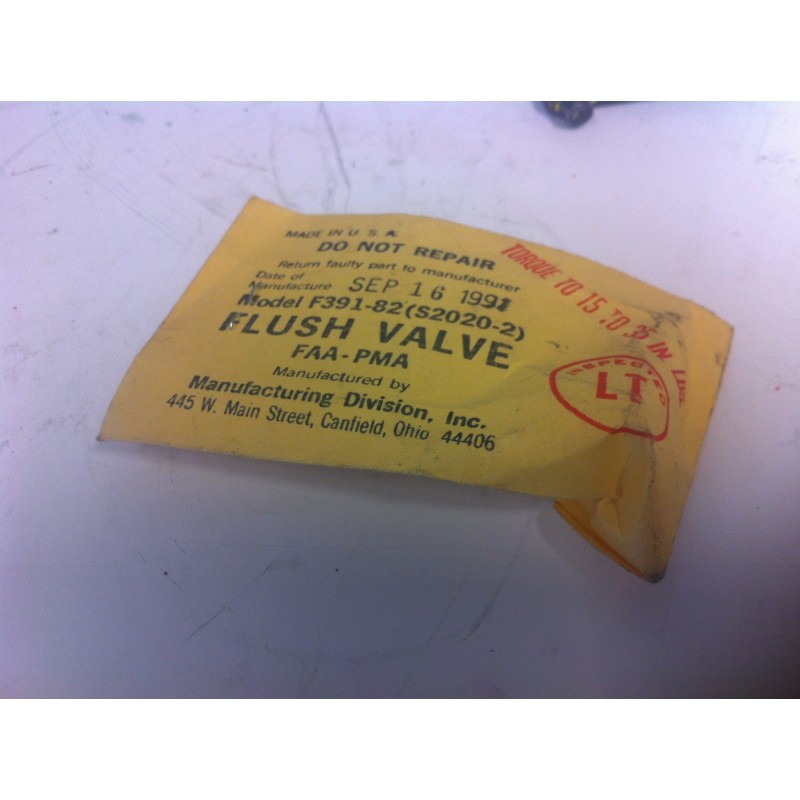 MADE IN U. S. A.
DO NOT REPAIR
Return faulty part to manufacturer
Date of
Manufacture SEP 16 1991
Model F391-82(S2020-2)
FLUSH VALVE
FAA-PMA
Manufactured by
Manufacturing Division, Inc.
445 W. Main Street, Canfield, Ohio 44406
TORQUE TO 15 TO IN
INSPECTED
LT